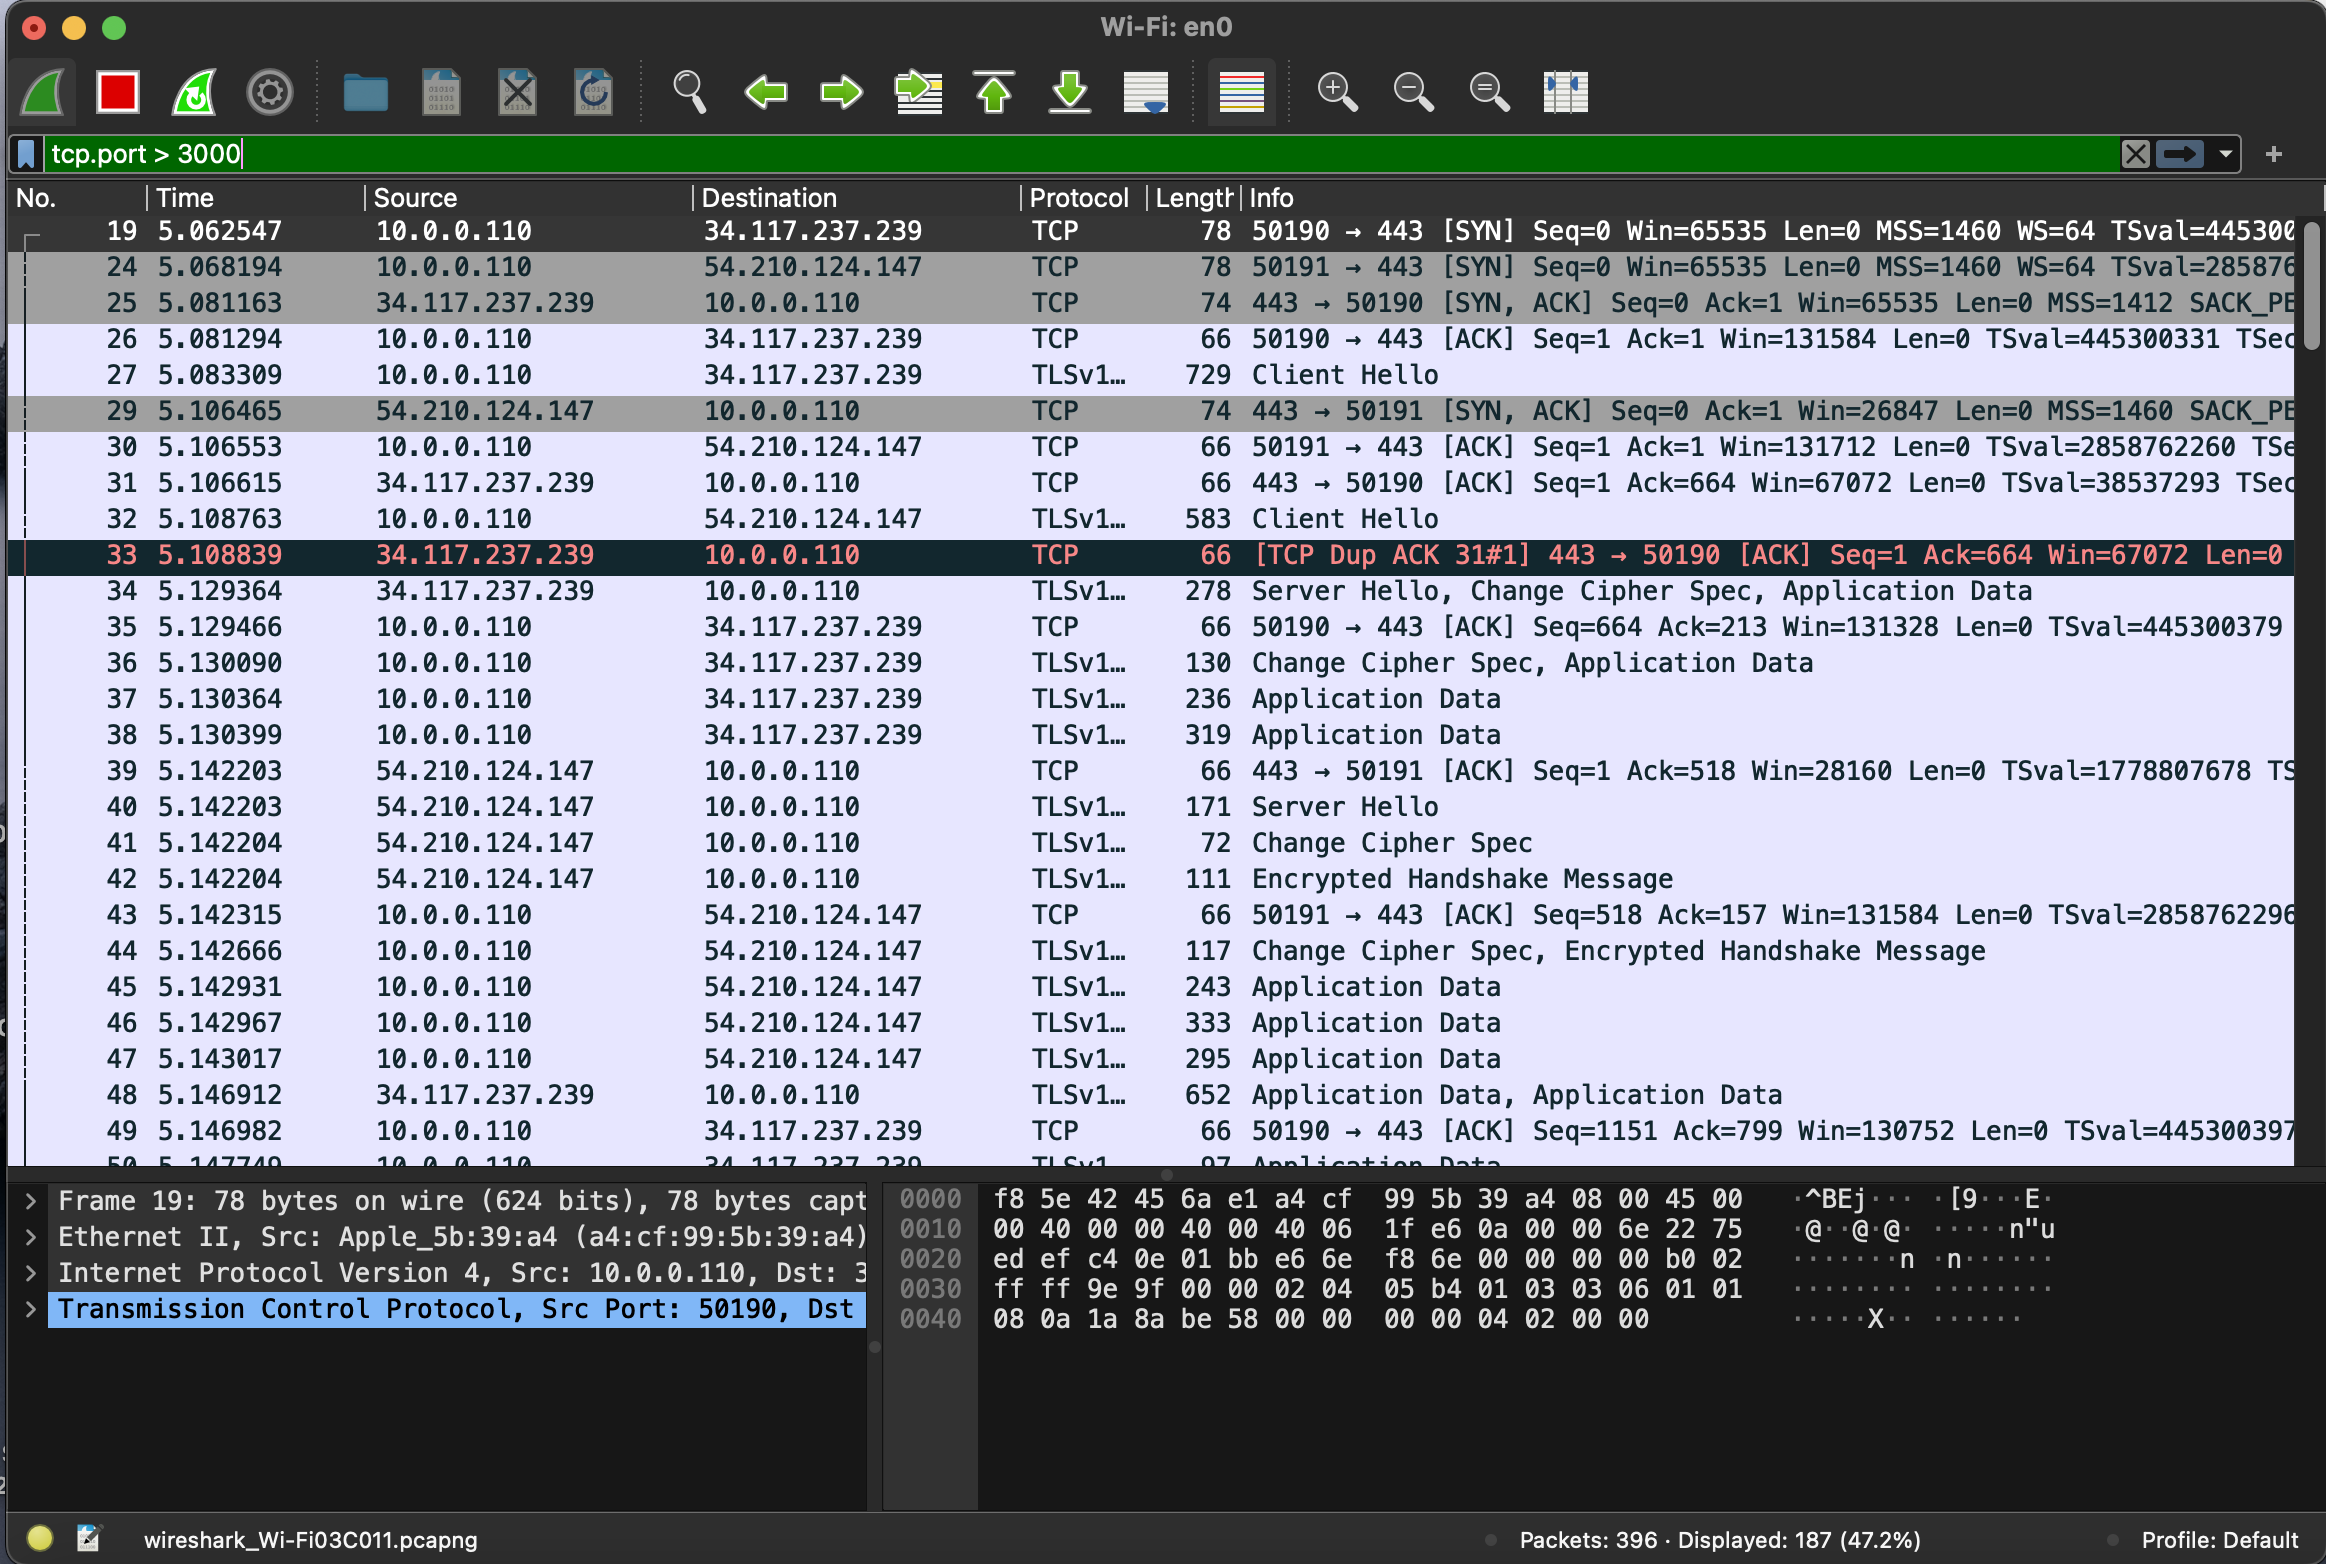 Wi-Fi: en0
tcp.port > 3000
No. Time Source Destination Protocol Length Info
19 5.062547 10.0.0.110 34.117.237.239 TCP 78 50190 → 443 [SYN] Seq=0 Win=65535 Len=0 MSS=1460 WS=64 TSval=445300
24 5.068194 10.0.0.110 54.210.124.147 TCP 78 50191 → 443 [SYN] Seq=0 Win=65535 Len=0 MSS=1460 WS=64 TSval=285876
25 5.081163 34.117.237.239 10.0.0.110 TCP 74 443 → 50190 [SYN, ACK] Seq=0 Ack=1 Win=65535 Len=0 MSS=1412 SACK_PE
26 5.081294 10.0.0.110 34.117.237.239 TCP 66 50190 → 443 [ACK] Seq=1 Ack=1 Win=131584 Len=0 TSval=445300331 TSec
27 5.083309 10.0.0.110 34.117.237.239 TLSv1… 729 Client Hello
29 5.106465 54.210.124.147 10.0.0.110 TCP 74 443 → 50191 [SYN, ACK] Seq=0 Ack=1 Win=26847 Len=0 MSS=1460 SACK_PE
30 5.106553 10.0.0.110 54.210.124.147 TCP 66 50191 → 443 [ACK] Seq=1 Ack=1 Win=131712 Len=0 TSval=2858762260 TSe
31 5.106615 34.117.237.239 10.0.0.110 TCP 66 443 → 50190 [ACK] Seq=1 Ack=664 Win=67072 Len=0 TSval=38537293 TSec
32 5.108763 10.0.0.110 54.210.124.147 TLSv1… 583 Client Hello
33 5.108839 34.117.237.239 10.0.0.110 TCP 66 [TCP Dup ACK 31#1] 443 → 50190 [ACK] Seq=1 Ack=664 Win=67072 Len=0
34 5.129364 34.117.237.239 10.0.0.110 TLSv1… 278 Server Hello, Change Cipher Spec, Application Data
35 5.129466 10.0.0.110 34.117.237.239 TCP 66 50190 → 443 [ACK] Seq=664 Ack=213 Win=131328 Len=0 TSval=445300379
36 5.130090 10.0.0.110 34.117.237.239 TLSv1… 130 Change Cipher Spec, Application Data
37 5.130364 10.0.0.110 34.117.237.239 TLSv1… 236 Application Data
38 5.130399 10.0.0.110 34.117.237.239 TLSv1… 319 Application Data
39 5.142203 54.210.124.147 10.0.0.110 TCP 66 443 → 50191 [ACK] Seq=1 Ack=518 Win=28160 Len=0 TSval=1778807678 TS
40 5.142203 54.210.124.147 10.0.0.110 TLSv1… 171 Server Hello
41 5.142204 54.210.124.147 10.0.0.110 TLSv1… 72 Change Cipher Spec
42 5.142204 54.210.124.147 10.0.0.110 TLSv1… 111 Encrypted Handshake Message
43 5.142315 10.0.0.110 54.210.124.147 TCP 66 50191 → 443 [ACK] Seq=518 Ack=157 Win=131584 Len=0 TSval=2858762296
44 5.142666 10.0.0.110 54.210.124.147 TLSv1… 117 Change Cipher Spec, Encrypted Handshake Message
45 5.142931 10.0.0.110 54.210.124.147 TLSv1… 243 Application Data
46 5.142967 10.0.0.110 54.210.124.147 TLSv1… 333 Application Data
47 5.143017 10.0.0.110 54.210.124.147 TLSv1… 295 Application Data
48 5.146912 34.117.237.239 10.0.0.110 TLSv1… 652 Application Data, Application Data
49 5.146982 10.0.0.110 34.117.237.239 TCP 66 50190 → 443 [ACK] Seq=1151 Ack=799 Win=130752 Len=0 TSval=445300397
50 5.147749 10.0.0.110 34.117.237.239 TLSv1 97 Application Data
Frame 19: 78 bytes on wire (624 bits), 78 bytes capt
Ethernet II, Src: Apple_5b:39:a4 (a4:cf:99:5b:39:a4)
Internet Protocol Version 4, Src: 10.0.0.110, Dst: 3
Transmission Control Protocol, Src Port: 50190, Dst
0000 f8 5e 42 45 6a e1 a4 cf 99 5b 39 a4 08 00 45 00 ·^BEj··· ·[9···E·
0010 00 40 00 00 40 00 40 06 1f e6 0a 00 00 6e 22 75 ·@··@·@· ·····n"u
0020 ed ef c4 0e 01 bb e6 6e f8 6e 00 00 00 00 b0 02 ·······n ·n······
0030 ff ff 9e 9f 00 00 02 04 05 b4 01 03 03 06 01 01 ········ ········
0040 08 0a 1a 8a be 58 00 00 00 00 04 02 00 00 ·····X·· ······
wireshark_Wi-Fi03C011.pcapng Packets: 396 · Displayed: 187 (47.2%) Profile: Default